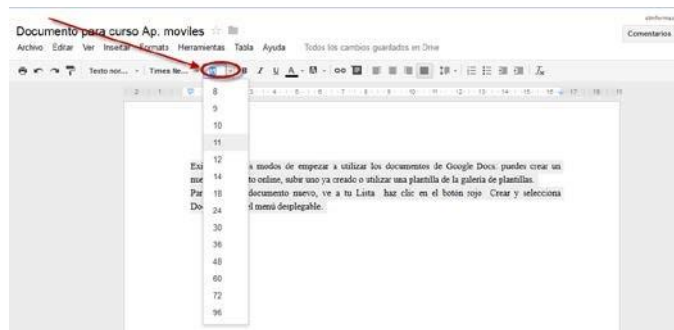 Documento para curso Ap. moviles
Comentarios
Archivo Editar Ver Insertar Formato Herramientas Tabla Ayuda Todos los cambios guardados en Drive
Texto nor... Times Ne...
8
9
10
11
12
14
18
24
30
36
48
60
72
96
modos de empezar a utilizar los documentos de Google Docs: puedes crear un
to online, subir uno ya creado o utilizar una plantilla de la galería de plantillas.
Par documento nuevo, ve a tu Lista haz clic en el botón rojo Crear y selecciona
Do l menú desplegable.